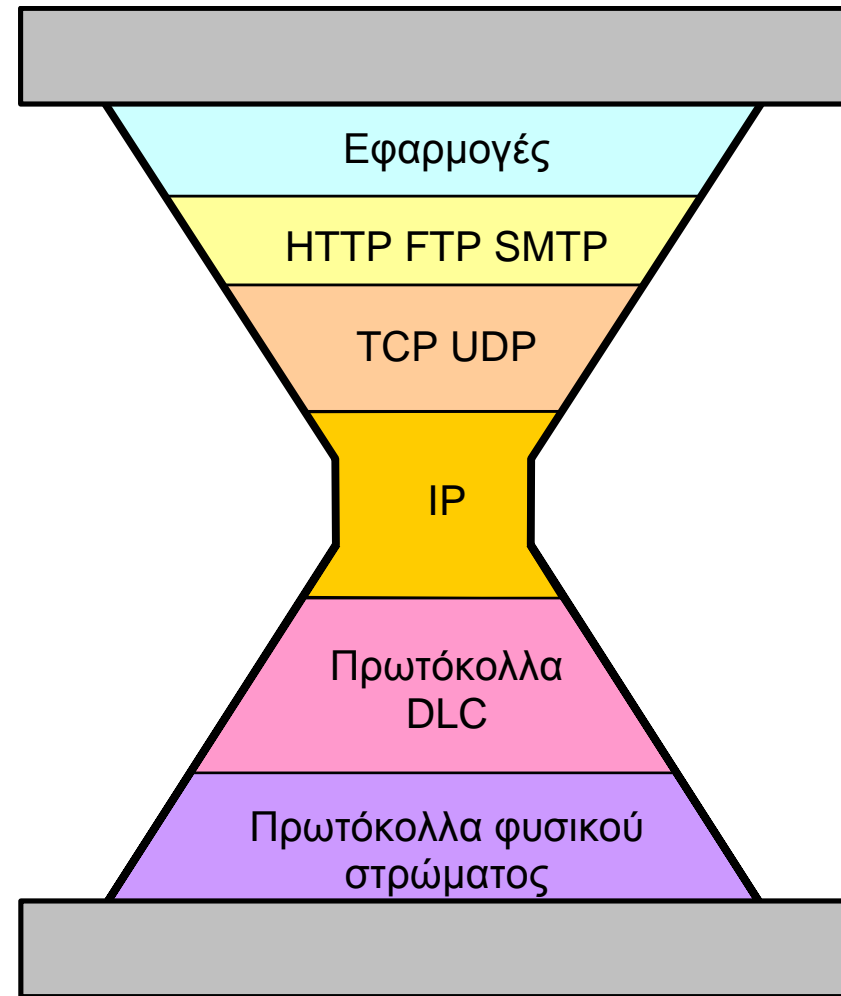 Εφαρμογές
HTTP FTP SMTP
TCP UDP
IP
Πρωτόκολλα
DLC
Πρωτόκολλα φυσικού
στρώματος